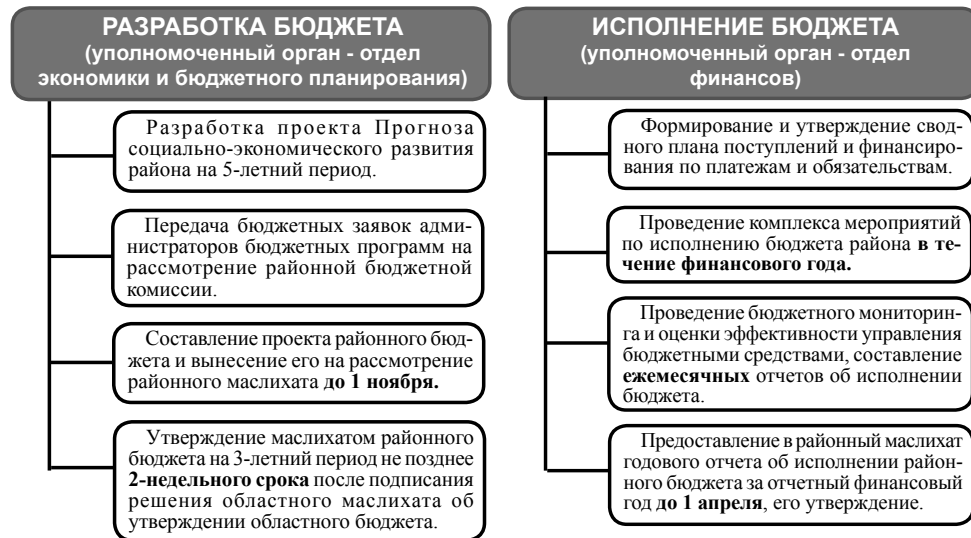 РАЗРАБОТКА БЮДЖЕТА
(уполномоченный орган - отдел
экономики и бюджетного планирования)
Разработка проекта Прогноза
социально-экономического развития
района на 5-летний период.
Передача бюджетных заявок адми-
нистраторов бюджетных программ на
рассмотрение районной бюджетной
комиссии.
Составление проекта районного бюд-
жета и вынесение его на рассмотрение
районного маслихата до 1 ноября.
Утверждение маслихатом районного
бюджета на 3-летний период не позднее
2-недельного срока после подписания
решения областного маслихата об
утверждении областного бюджета.
ИСПОЛНЕНИЕ БЮДЖЕТА
(уполномоченный орган - отдел
финансов)
Формирование и утверждение свод-
ного плана поступлений и финансиро-
вания по платежам и обязательствам.
Проведение комплекса мероприятий
по исполнению бюджета района в те-
чение финансового года.
Проведение бюджетного мониторин-
га и оценки эффективности управления
бюджетными средствами, составление
ежемесячных отчетов об исполнении
бюджета.
Предоставление в районный маслихат
годового отчета об исполнении район-
ного бюджета за отчетный финансовый
год до 1 апреля, его утверждение.